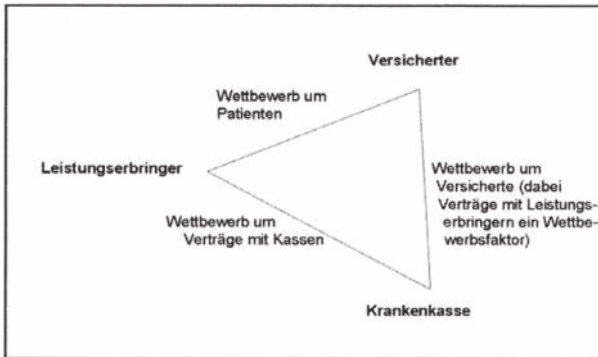 Versicherter
Wettbewerb um
Patienten
Leistungserbringer
Wettbewerb um
Versicherte (dabei
Verträge mit Leistungs-
erbringern ein Wettbe-
werbsfaktor)
Wettbewerb um
Verträge mit Kassen
Krankenkasse